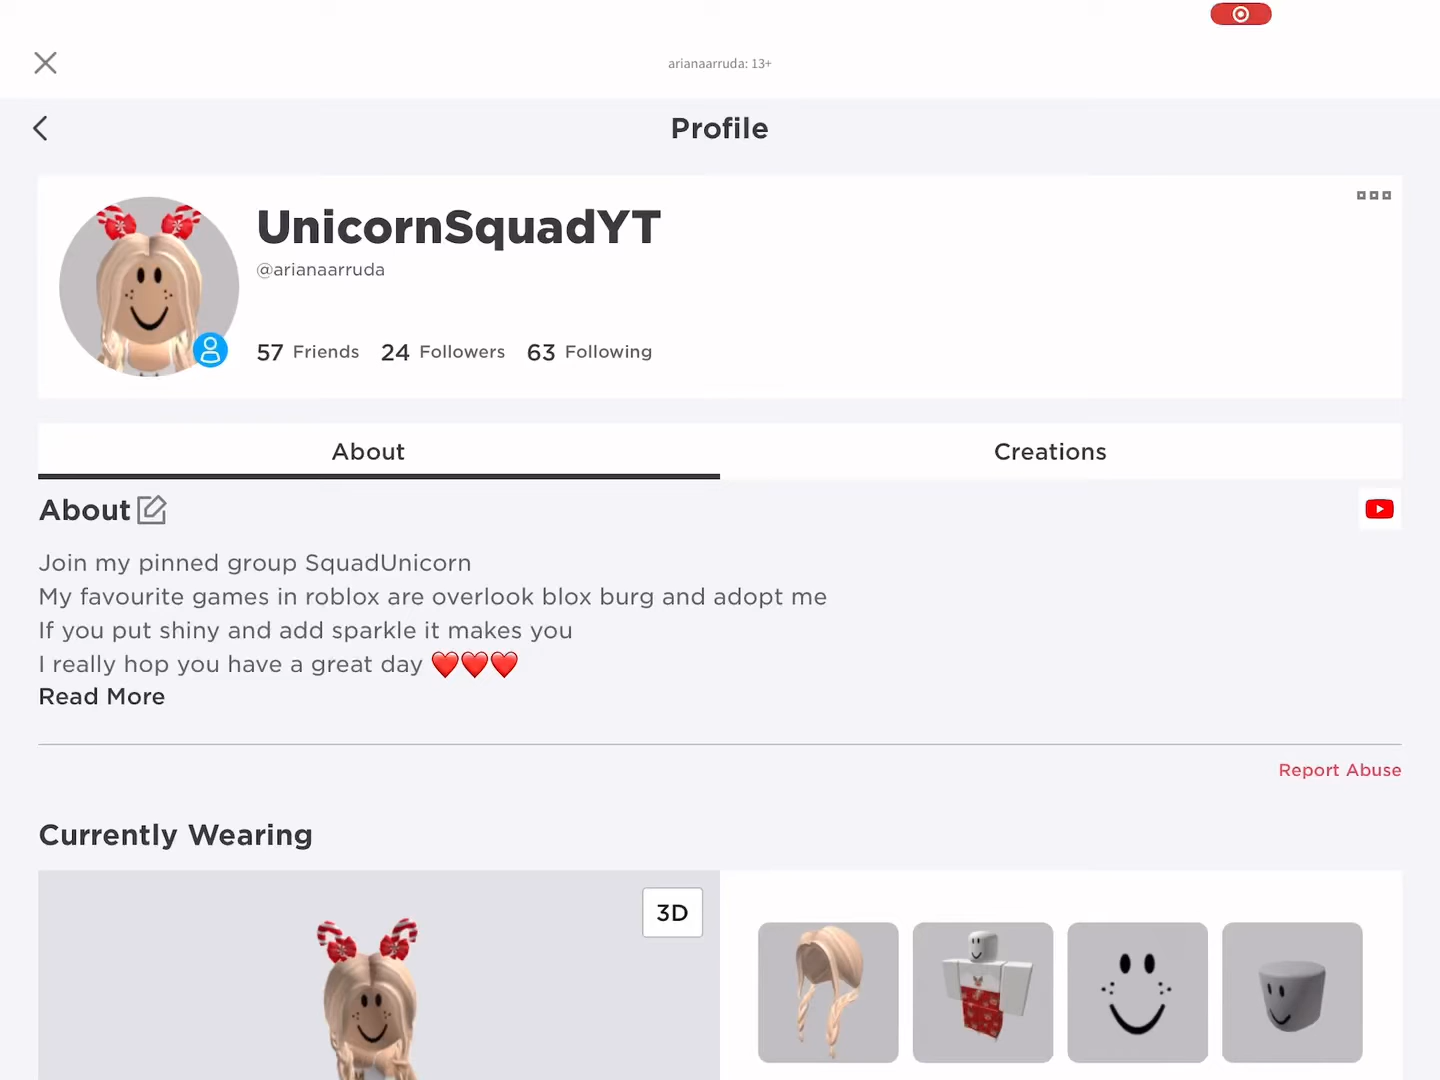 arianaarruda: 13+
Profile
UnicornSquadYT
@arianaarruda
57 Friends 24 Followers 63 Following
About Creations
About
Join my pinned group SquadUnicorn
My favourite games in roblox are overlook blox burg and adopt me
If you put shiny and add sparkle it makes you
I really hop you have a great day ❤️❤️❤️
Read More
Report Abuse
Currently Wearing
3D